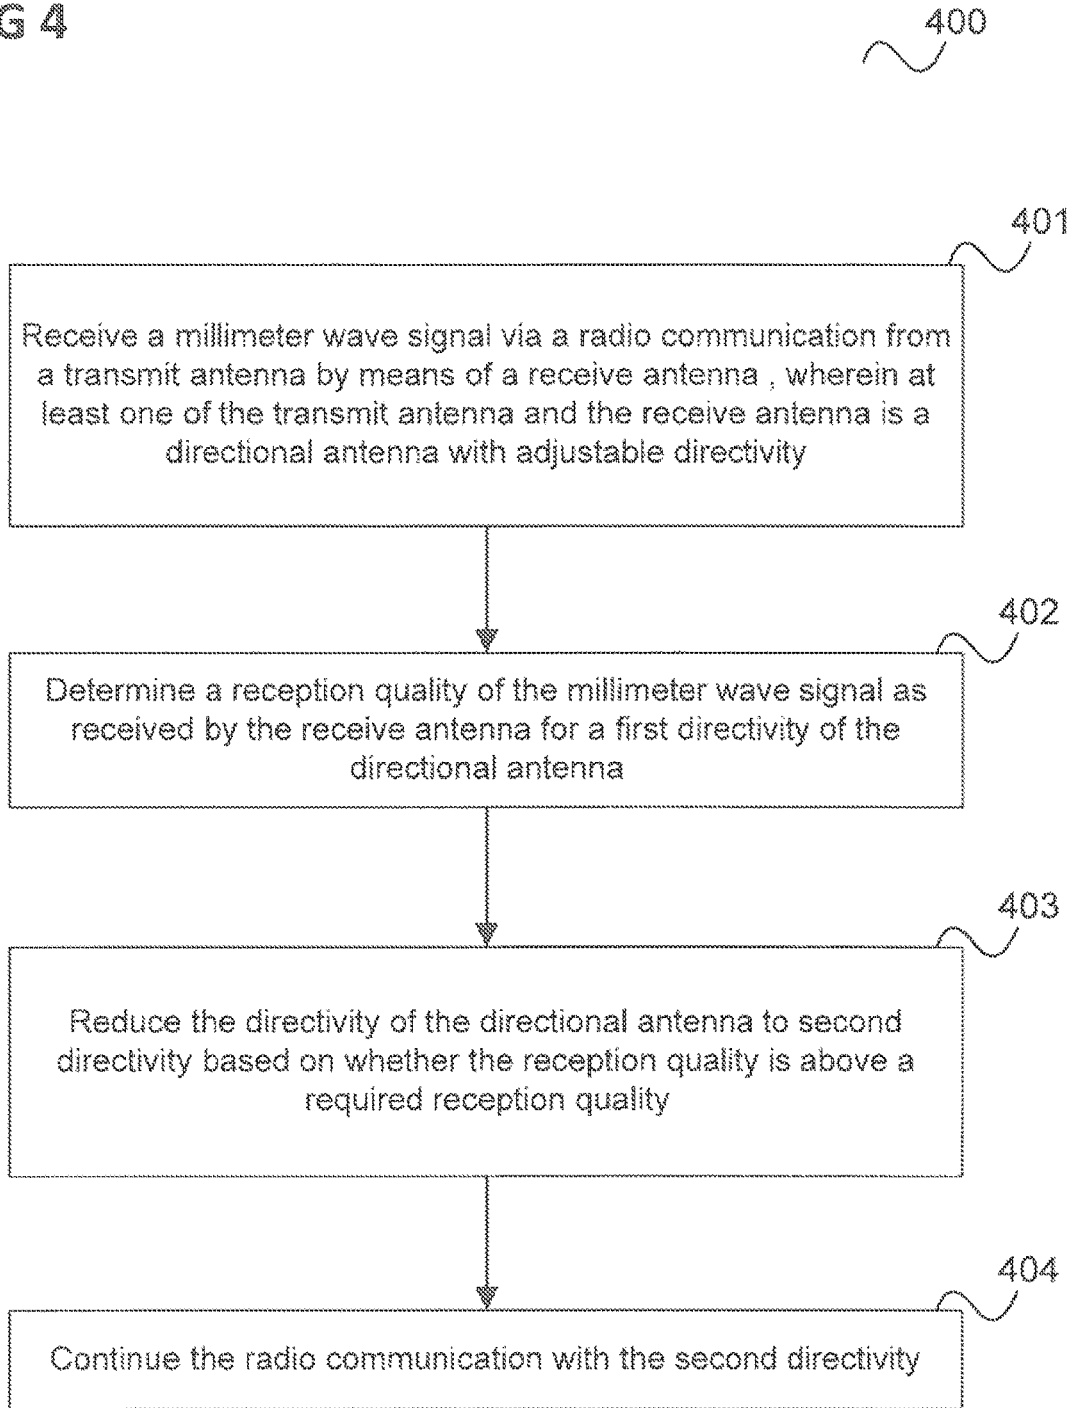 G 4
400
401
Receive a millimeter wave signal via a radio communication from
a transmit antenna by means of a receive antenna , wherein at
least one of the transmit antenna and the receive antenna is a
directional antenna with adjustable directivity
402
Determine a reception quality of the millimeter wave signal as
received by the receive antenna for a first directivity of the
directional antenna
403
Reduce the directivity of the directional antenna to second
directivity based on whether the reception quality is above a
required reception quality
404
Continue the radio communication with the second directivity